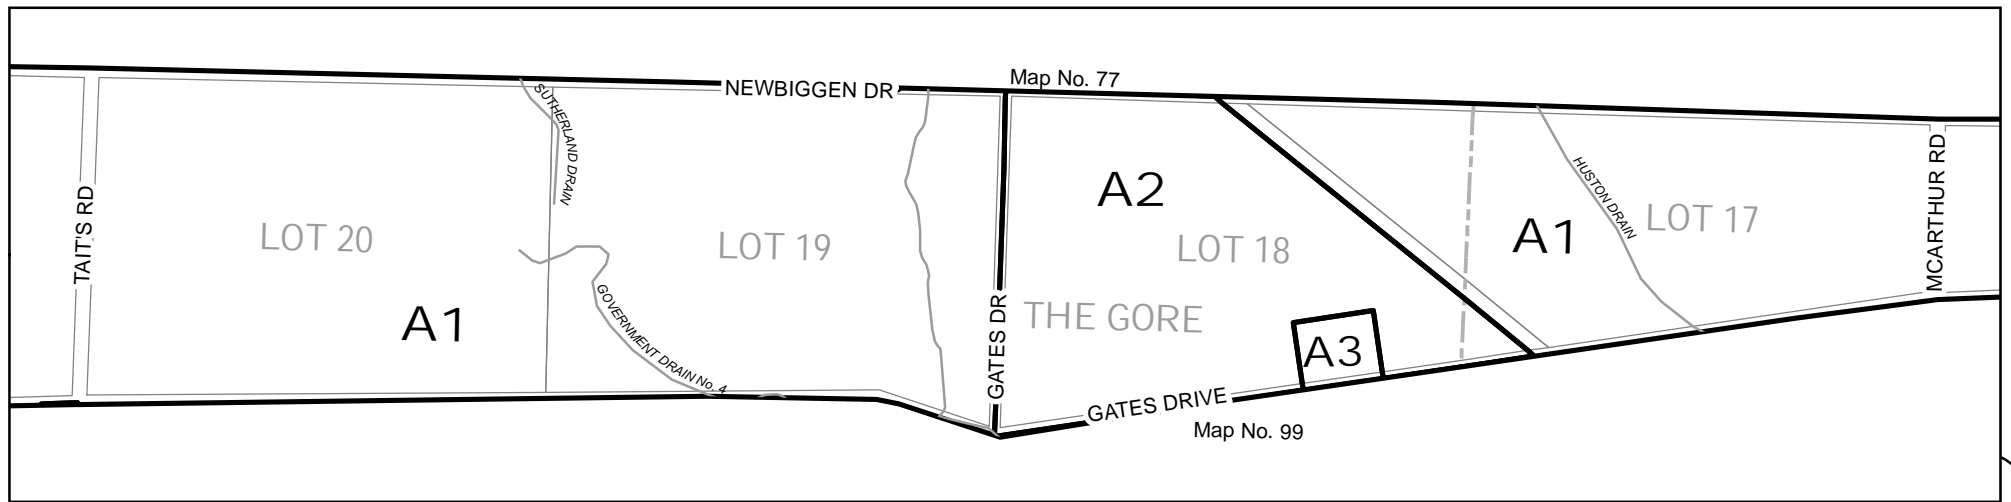 Map No. 77
NEWBIGGEN DR
SUTHERLAND DRAIN
TAIT'S RD
LOT 20
A1
LOT 19
GOVERNMENT DRAIN No. 4
GATES DR
A2
LOT 18
THE GORE
A3
A1
HUSTON DRAIN
LOT 17
MCARTHUR RD
GATES DRIVE
Map No. 99